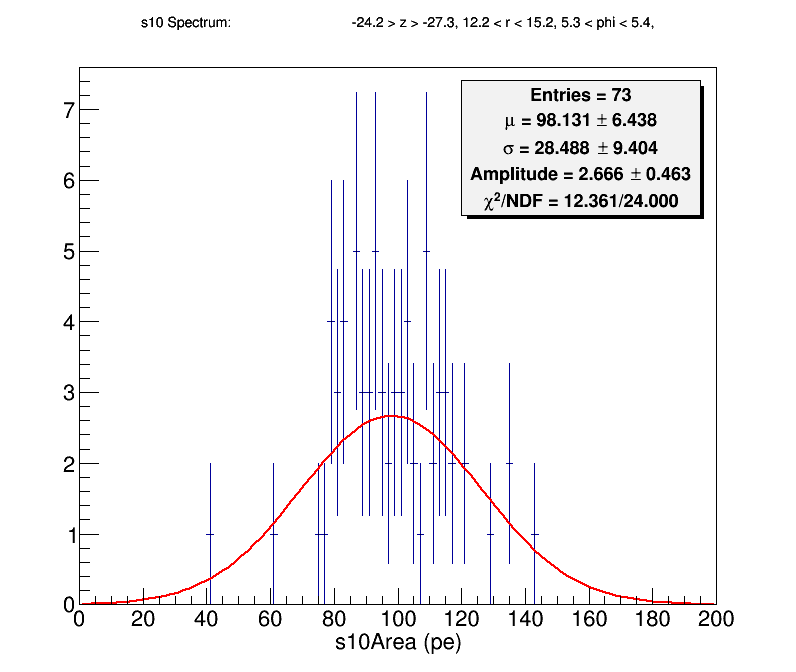 s10 Spectrum: -24.2 > z > -27.3, 12.2 < r < 15.2, 5.3 < phi < 5.4,
Entries = 73
μ = 98.131 ± 6.438
σ = 28.488 ± 9.404
Amplitude = 2.666 ± 0.463
χ²/NDF = 12.361/24.000
7
6
5
4
3
2
1
0
0 20 40 60 80 100 120 140 160 180 200
s10Area (pe)